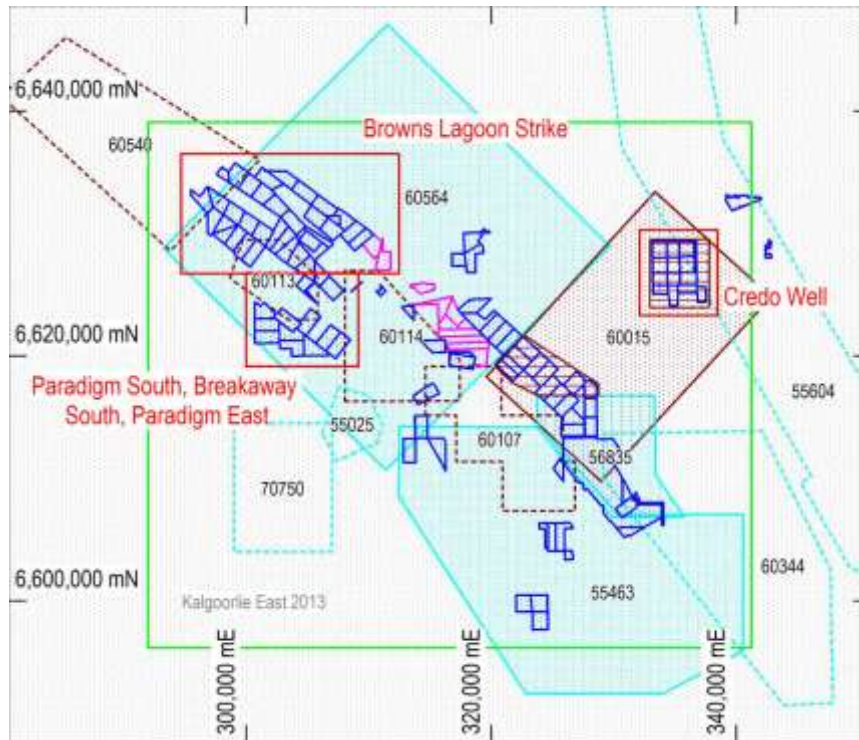 6,640,000 mN
Browns Lagoon Strike
60540
60564
60113
Credo Well
6,620,000 mN
60114
60015
Paradigm South, Breakaway
South, Paradigm East
55604
55025
60107
56835
70750
6,600,000 mN
Kalgoorlie East 2013
55463
60344
300,000 mE
320,000 mE
340,000 mE